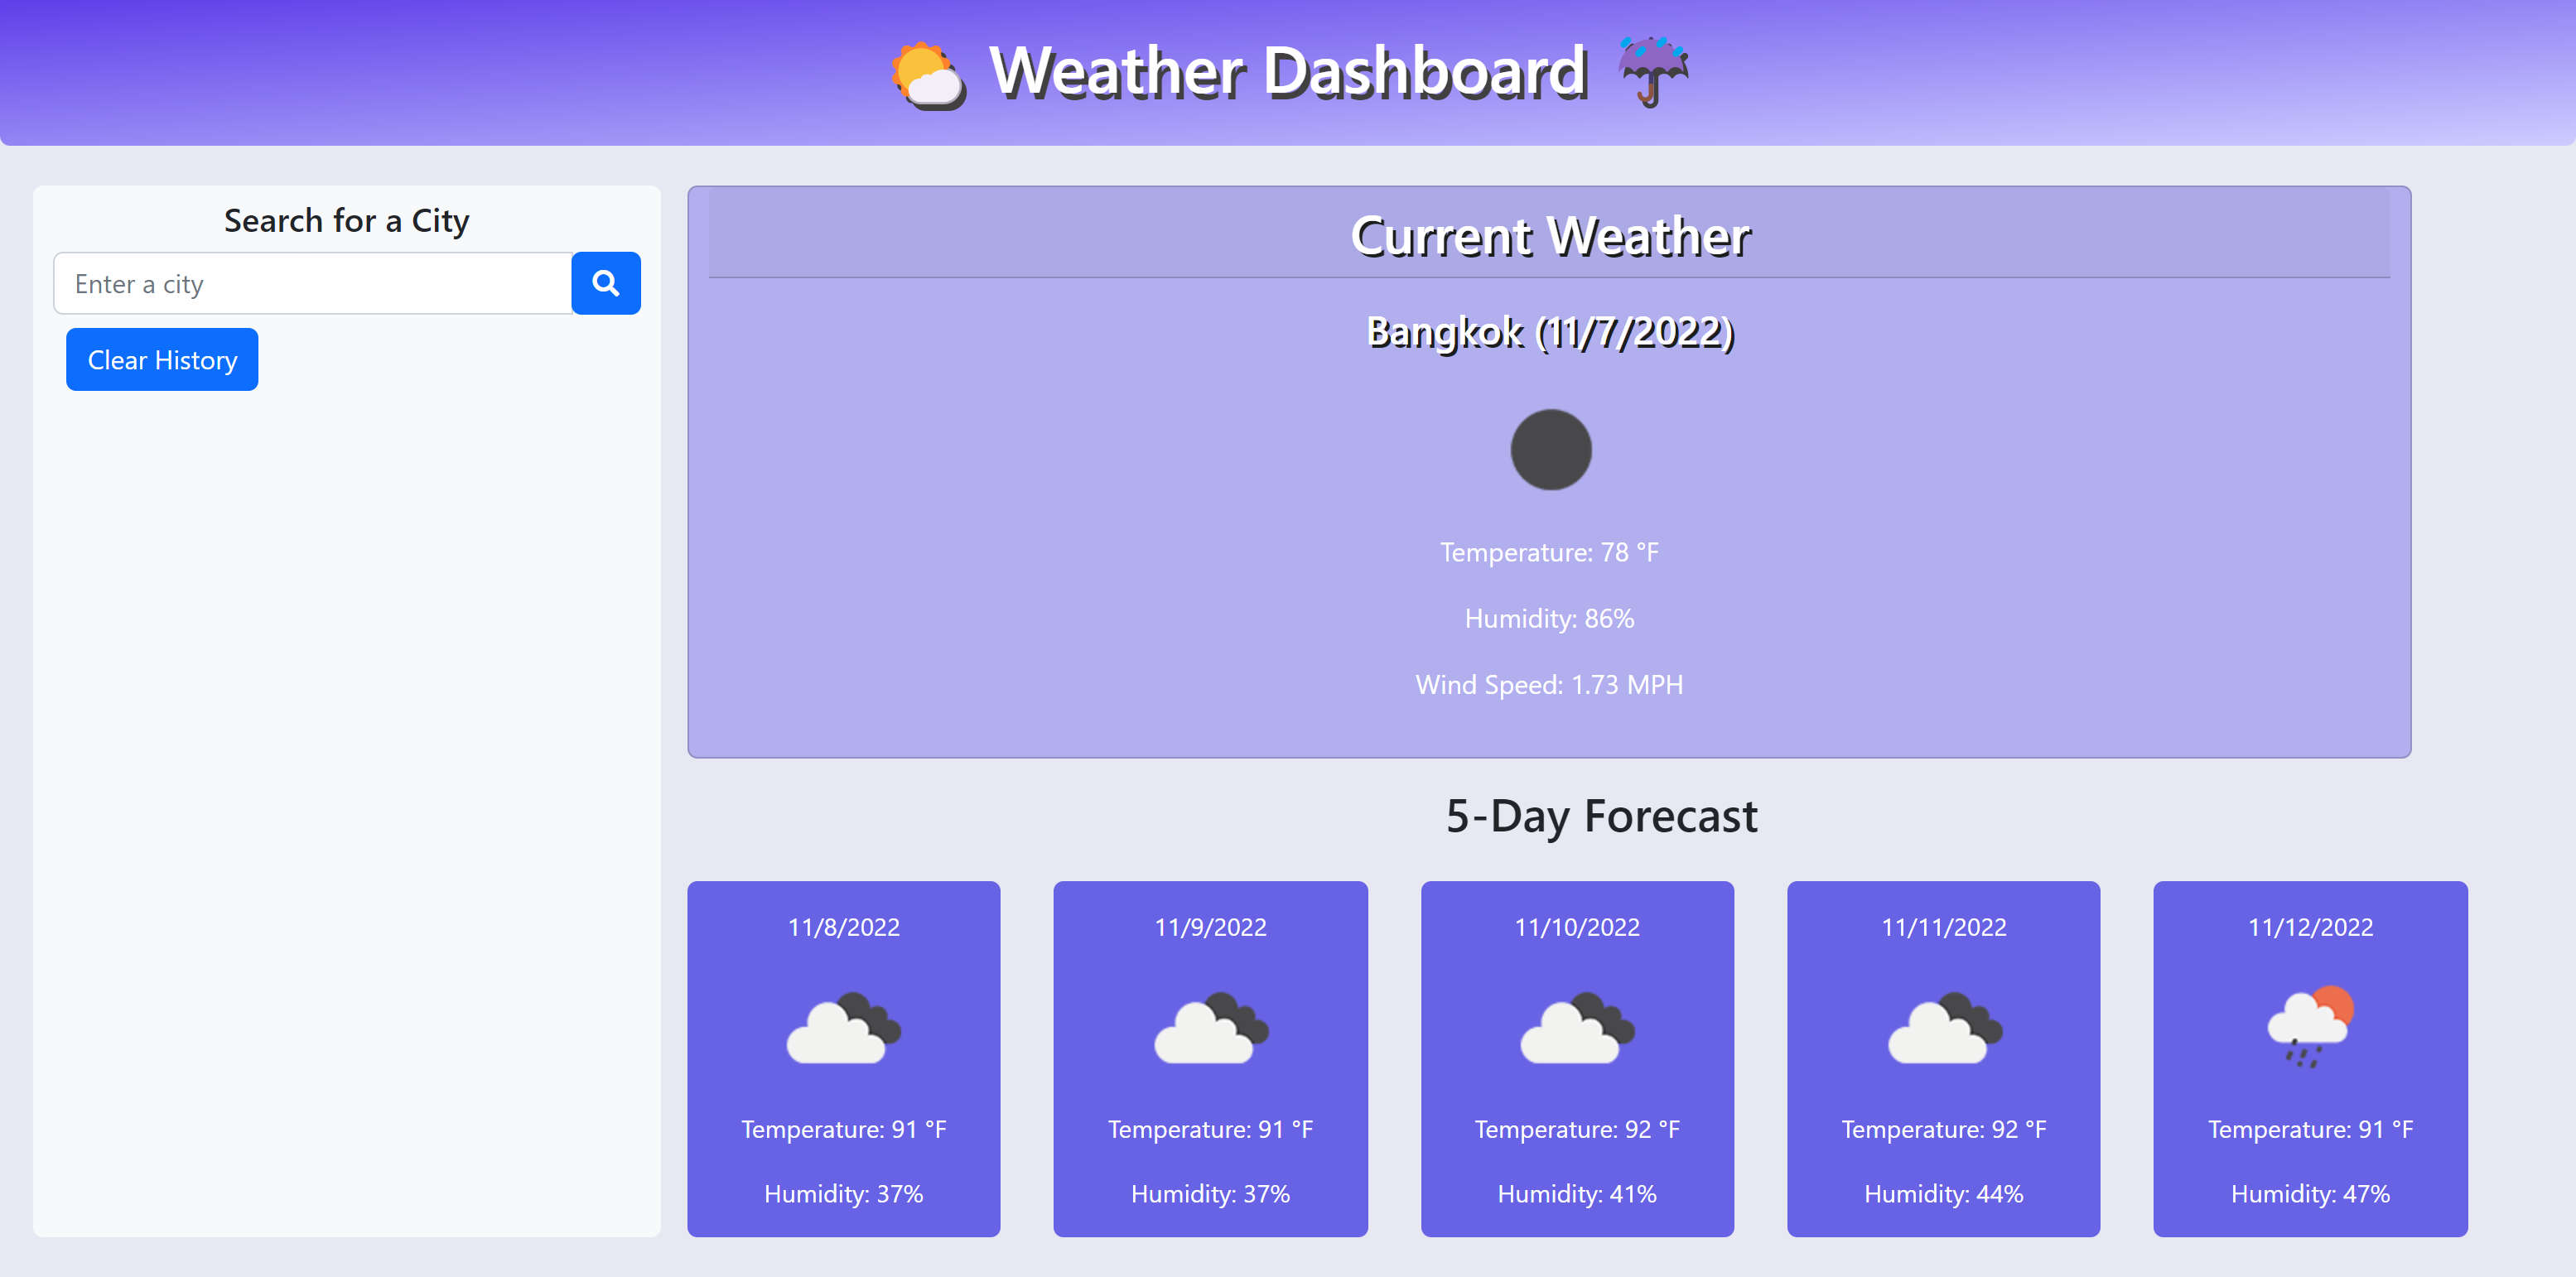 Weather Dashboard
Search for a City
Enter a city
Clear History
Current Weather
Bangkok (11/7/2022)
Temperature: 78 °F
Humidity: 86%
Wind Speed: 1.73 MPH
5-Day Forecast
11/8/2022
Temperature: 91 °F
Humidity: 37%
11/9/2022
Temperature: 91 °F
Humidity: 37%
11/10/2022
Temperature: 92 °F
Humidity: 41%
11/11/2022
Temperature: 92 °F
Humidity: 44%
11/12/2022
Temperature: 91 °F
Humidity: 47%